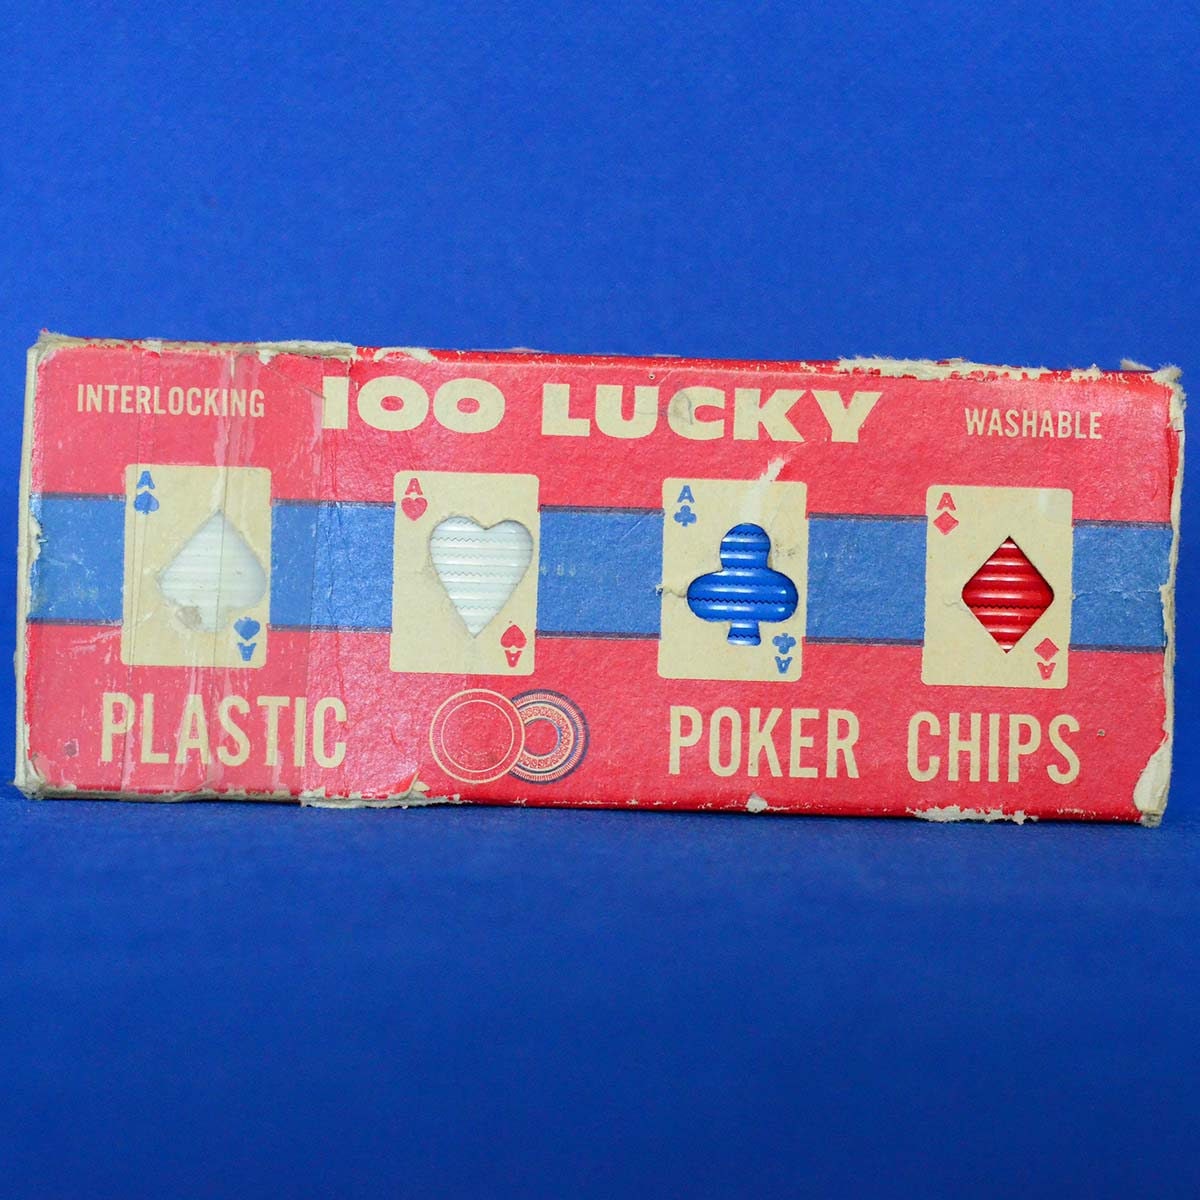 INTERLOCKING 100 LUCKY WASHABLE
A A A A
A A A A
PLASTIC POKER CHIPS